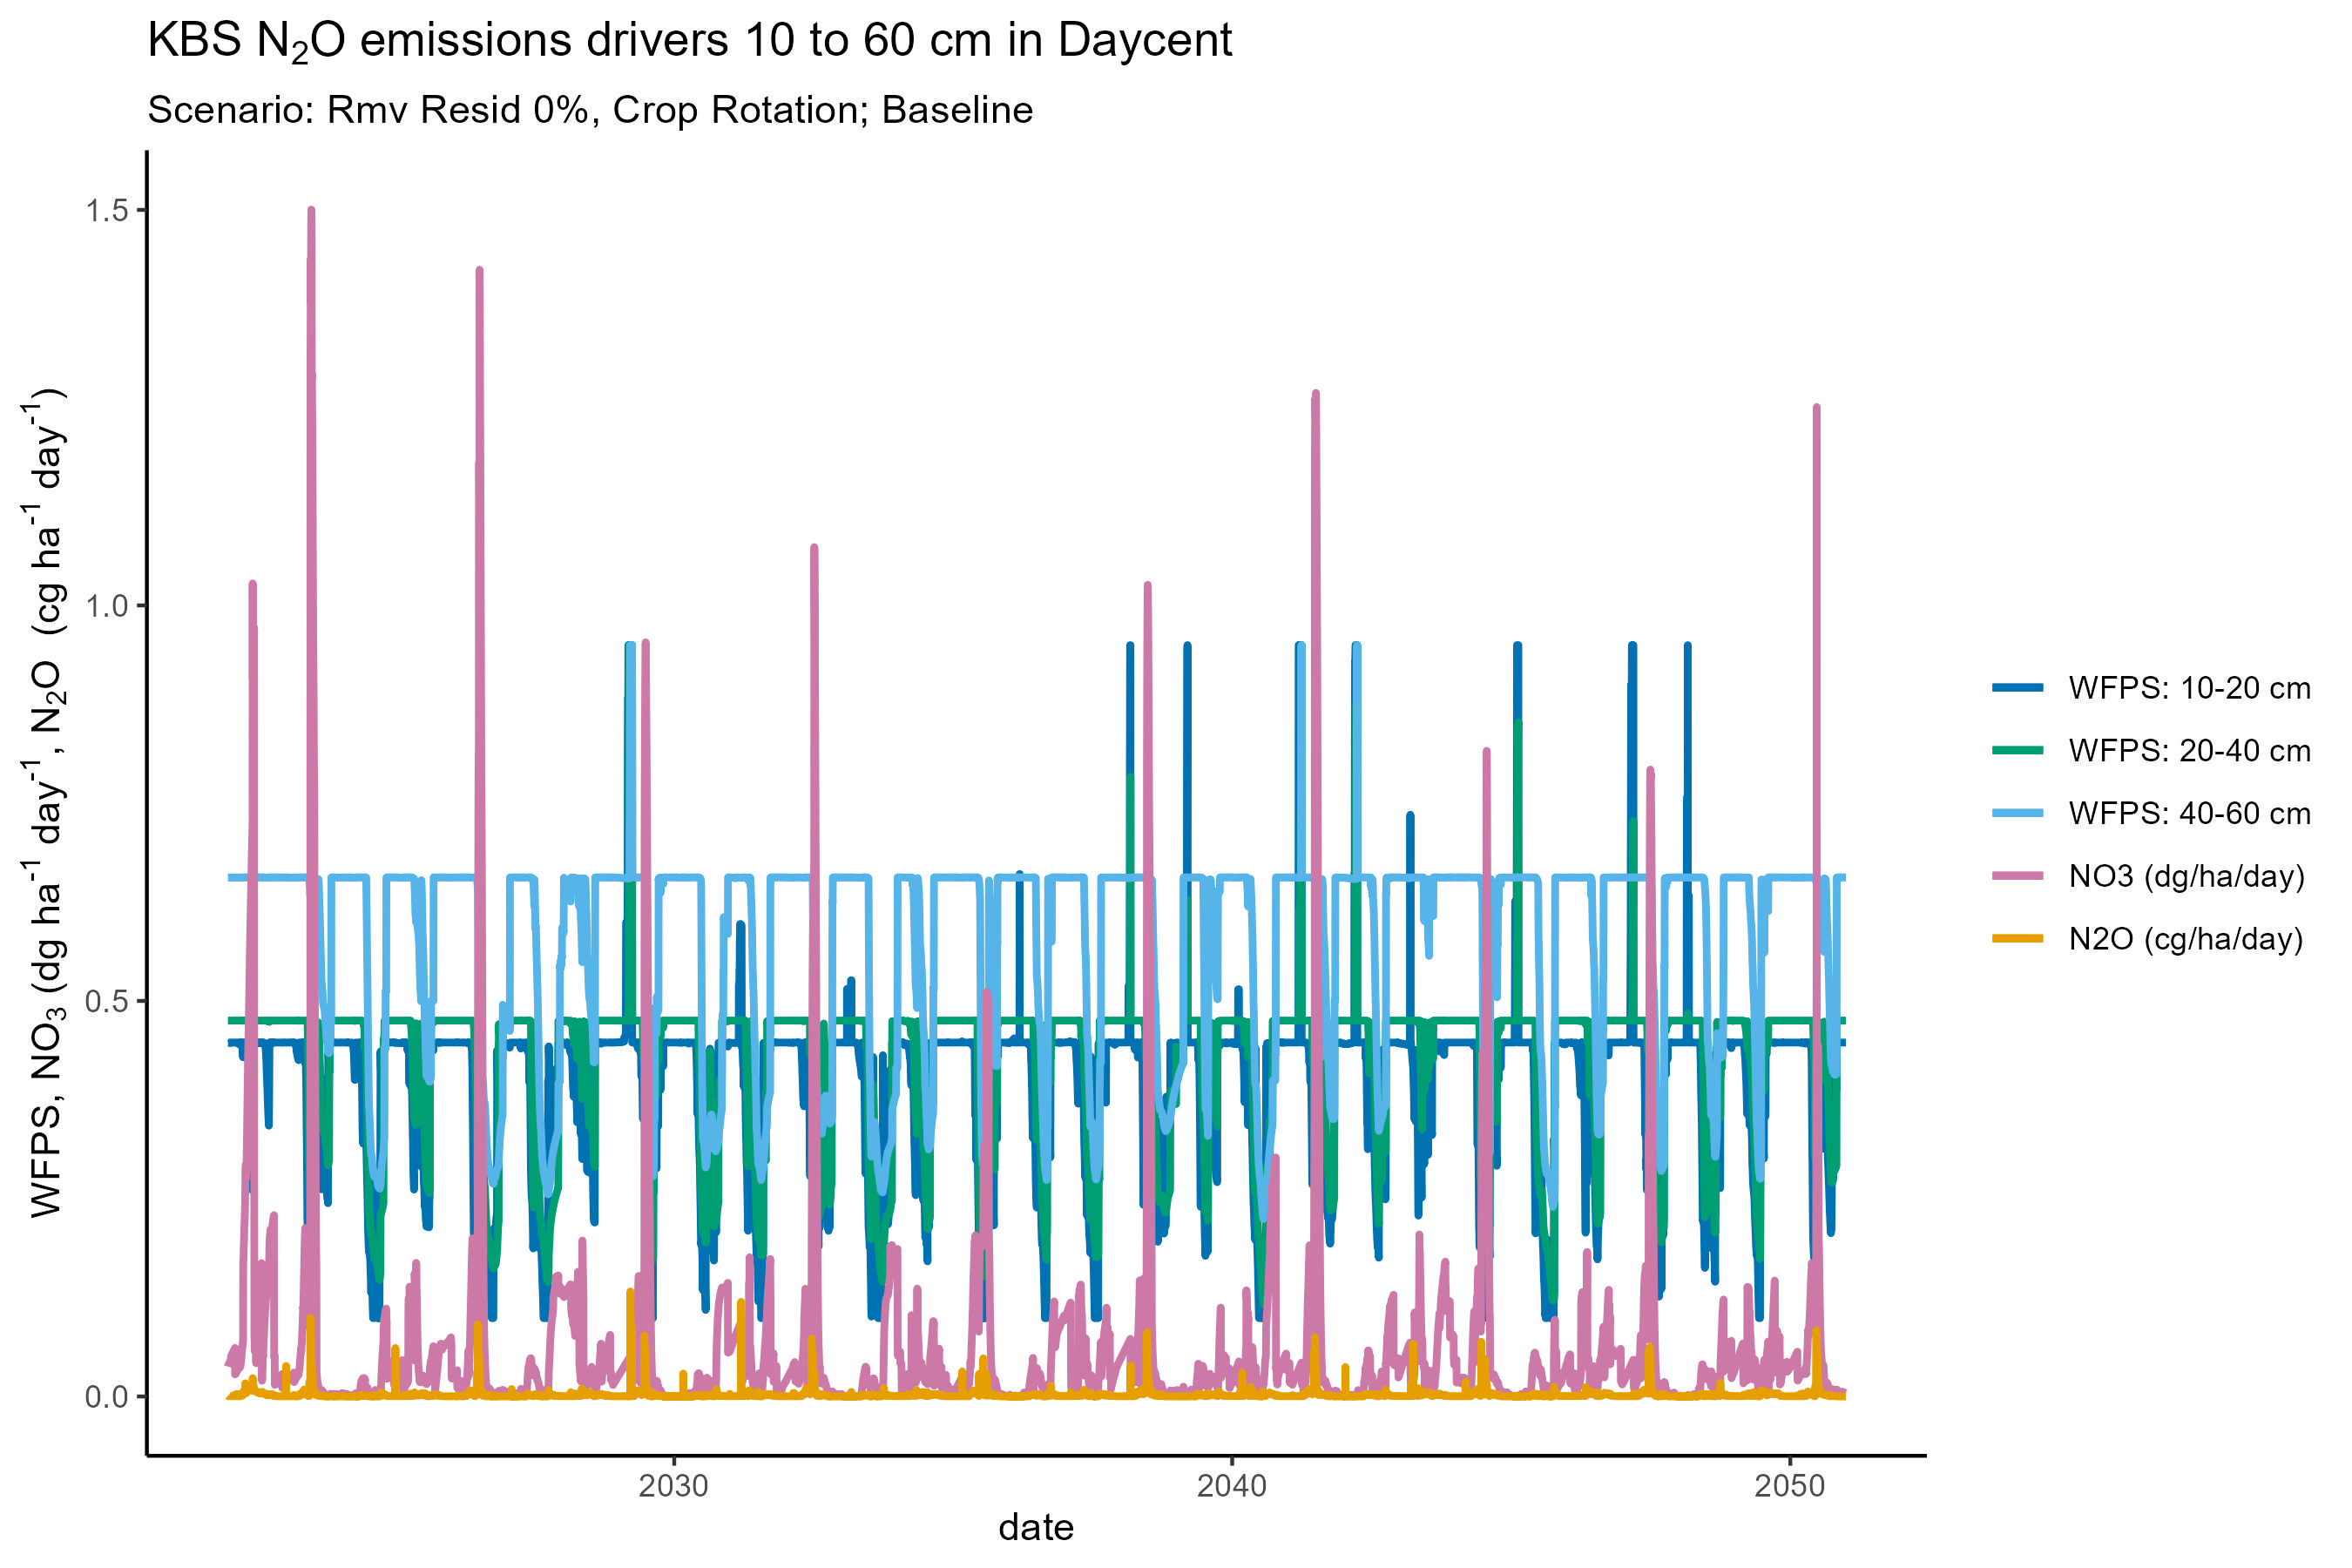 KBS N₂O emissions drivers 10 to 60 cm in Daycent
Scenario: Rmv Resid 0%, Crop Rotation; Baseline
WFPS, NO₃ (dg ha⁻¹ day⁻¹, N₂O  (cg ha⁻¹ day⁻¹)
1.5
1.0
0.5
0.0
2030 2040 2050
date
WFPS: 10-20 cm
WFPS: 20-40 cm
WFPS: 40-60 cm
NO3 (dg/ha/day)
N2O (cg/ha/day)